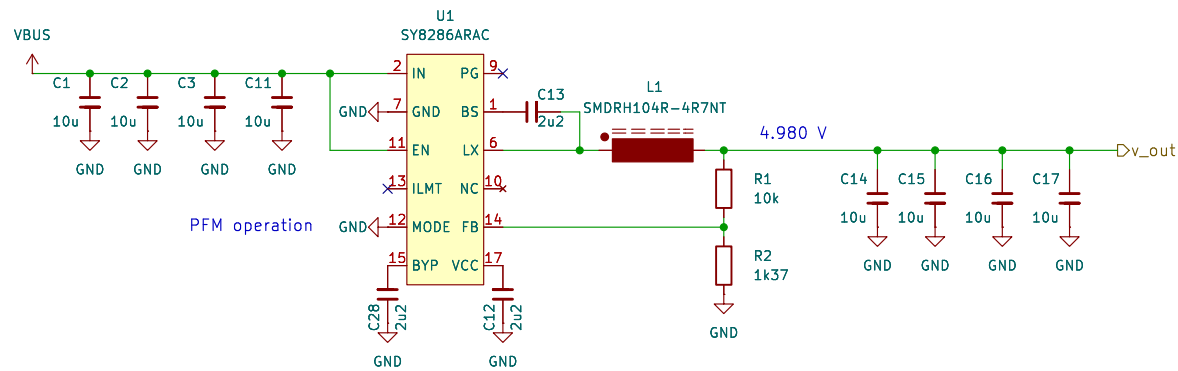 U1
SY8286ARAC
VBUS
C1
10u
GND
C2
10u
GND
C3
10u
GND
C11
10u
GND
2 IN
PG 9
GND 7 GND
BS 1
11 EN
LX 6
13 ILMT
NC 10
GND 12 MODE
FB 14
15 BYP
VCC 17
PFM operation
C28
2u2
GND
C12
2u2
GND
C13
2u2
L1
SMDRH104R-4R7NT
4.980 V
R1
10k
R2
1k37
GND
C14
10u
GND
C15
10u
GND
C16
10u
GND
C17
10u
GND
v_out